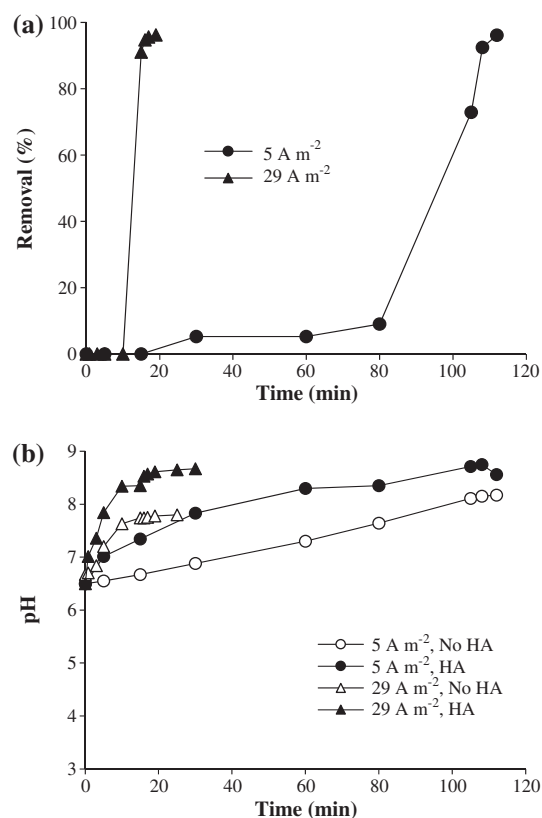 (a)
100
80
60
40
20
0
Removal (%)
5 A m-2
29 A m-2
0 20 40 60 80 100 120
Time (min)
(b)
9
8
7
6
5
4
3
pH
5 A m-2, No HA
5 A m-2, HA
29 A m-2, No HA
29 A m-2, HA
0 20 40 60 80 100 120
Time (min)